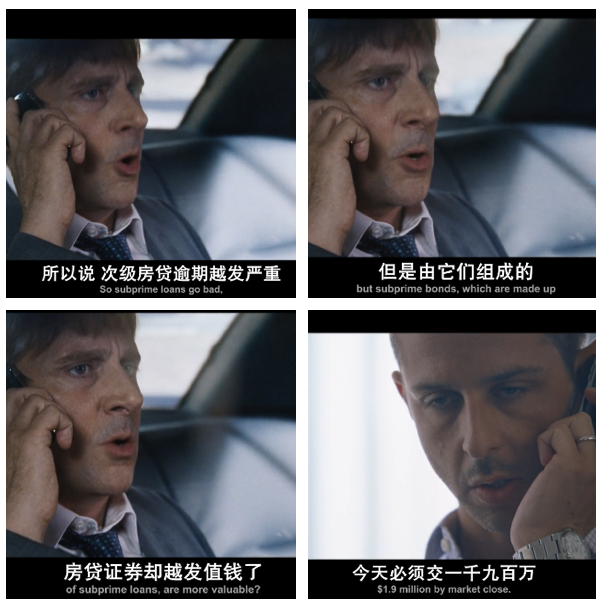 所以说 次级房贷逾期越发严重
So subprime loans go bad,
但是由它们组成的
but subprime bonds, which are made up
房贷证券却越发值钱了
of subprime loans, are more valuable?
今天必须交一千九百万
$1.9 million by market close.